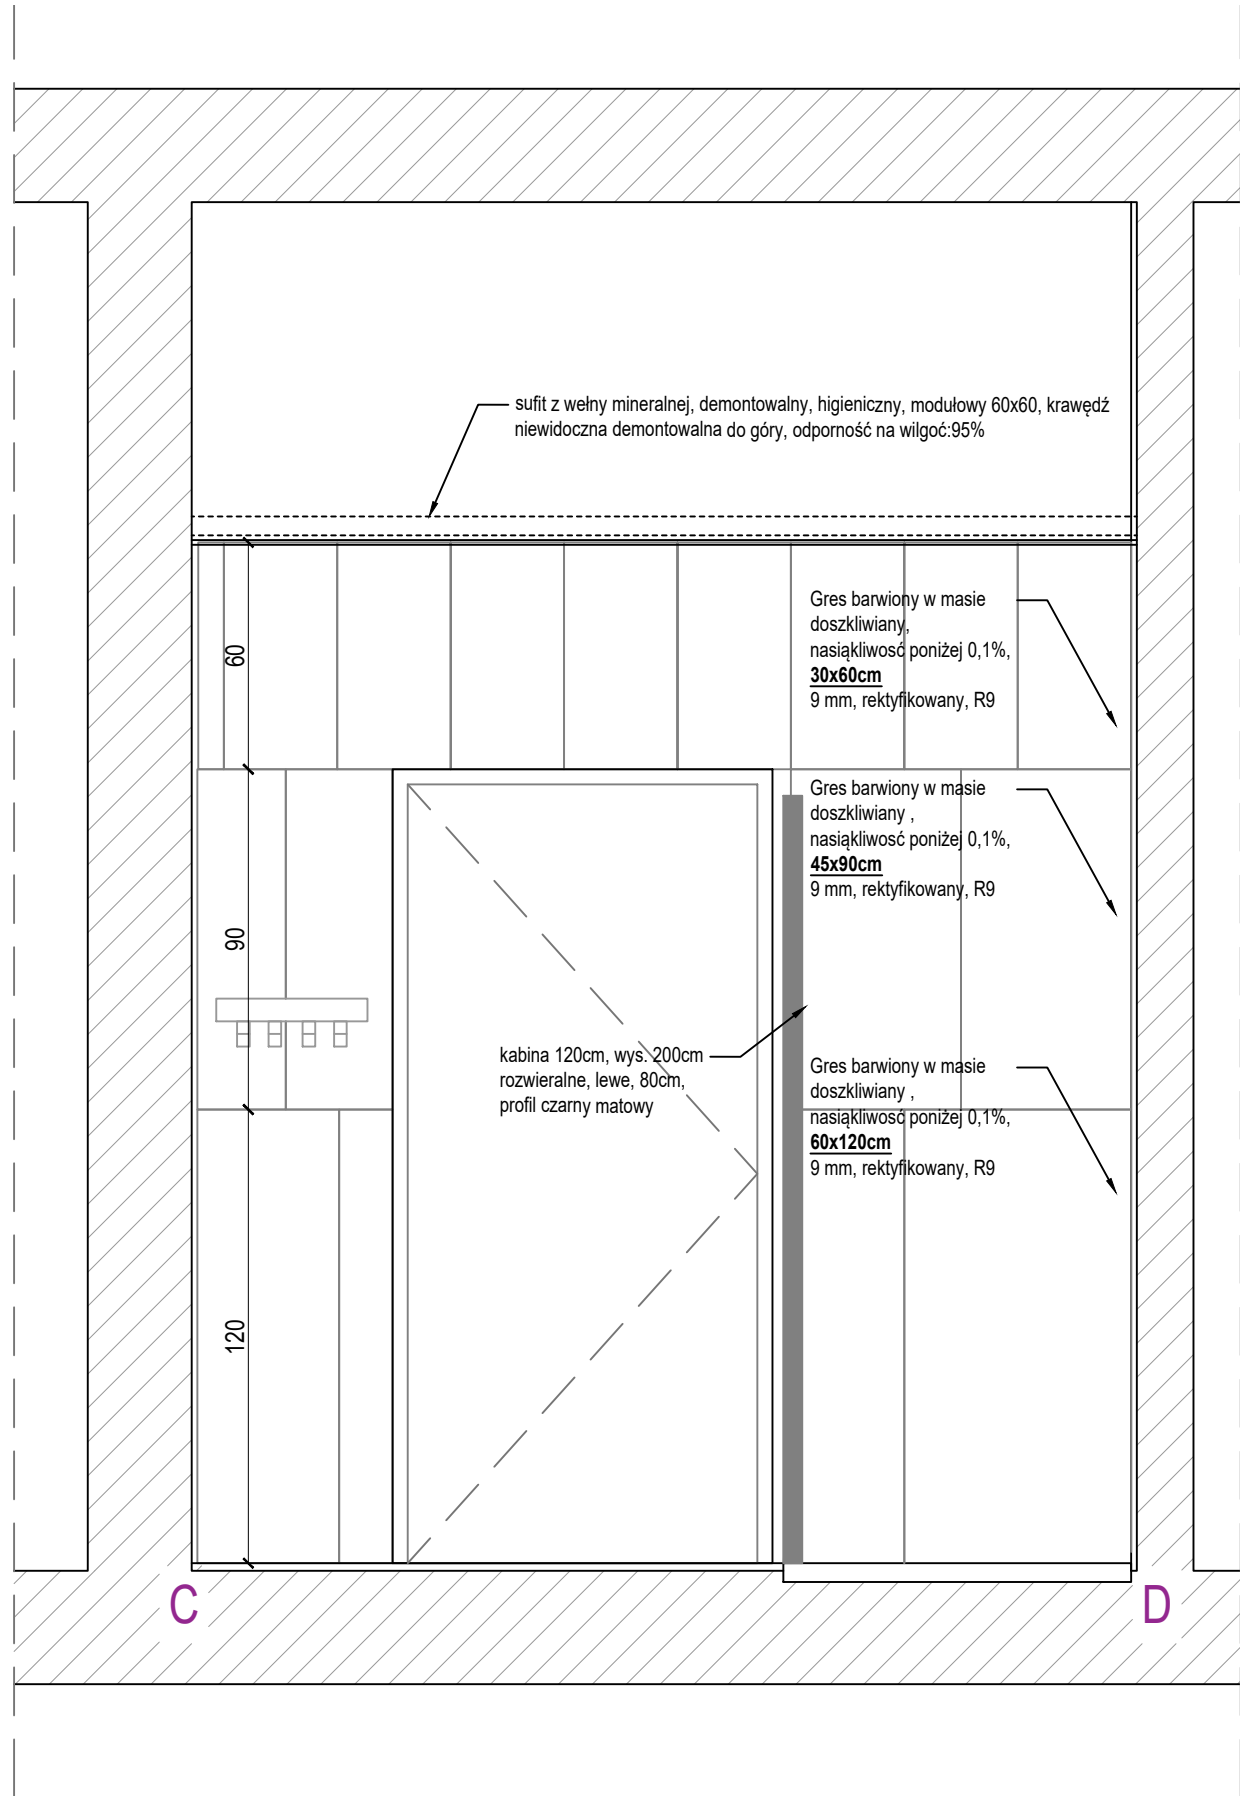 sufit z wełny mineralnej, demontowalny, higieniczny, modułowy 60x60, krawędź
niewidoczna demontowalna do góry, odporność na wilgoć:95%
60
Gres barwiony w masie
doszkliwiany,
nasiąkliwosć poniżej 0,1%,
30x60cm
9 mm, rektyfikowany, R9
90
Gres barwiony w masie
doszkliwiany ,
nasiąkliwosć poniżej 0,1%,
45x90cm
9 mm, rektyfikowany, R9
kabina 120cm, wys. 200cm
rozwieralne, lewe, 80cm,
profil czarny matowy
Gres barwiony w masie
doszkliwiany ,
nasiąkliwosć poniżej 0,1%,
60x120cm
9 mm, rektyfikowany, R9
120
C
D